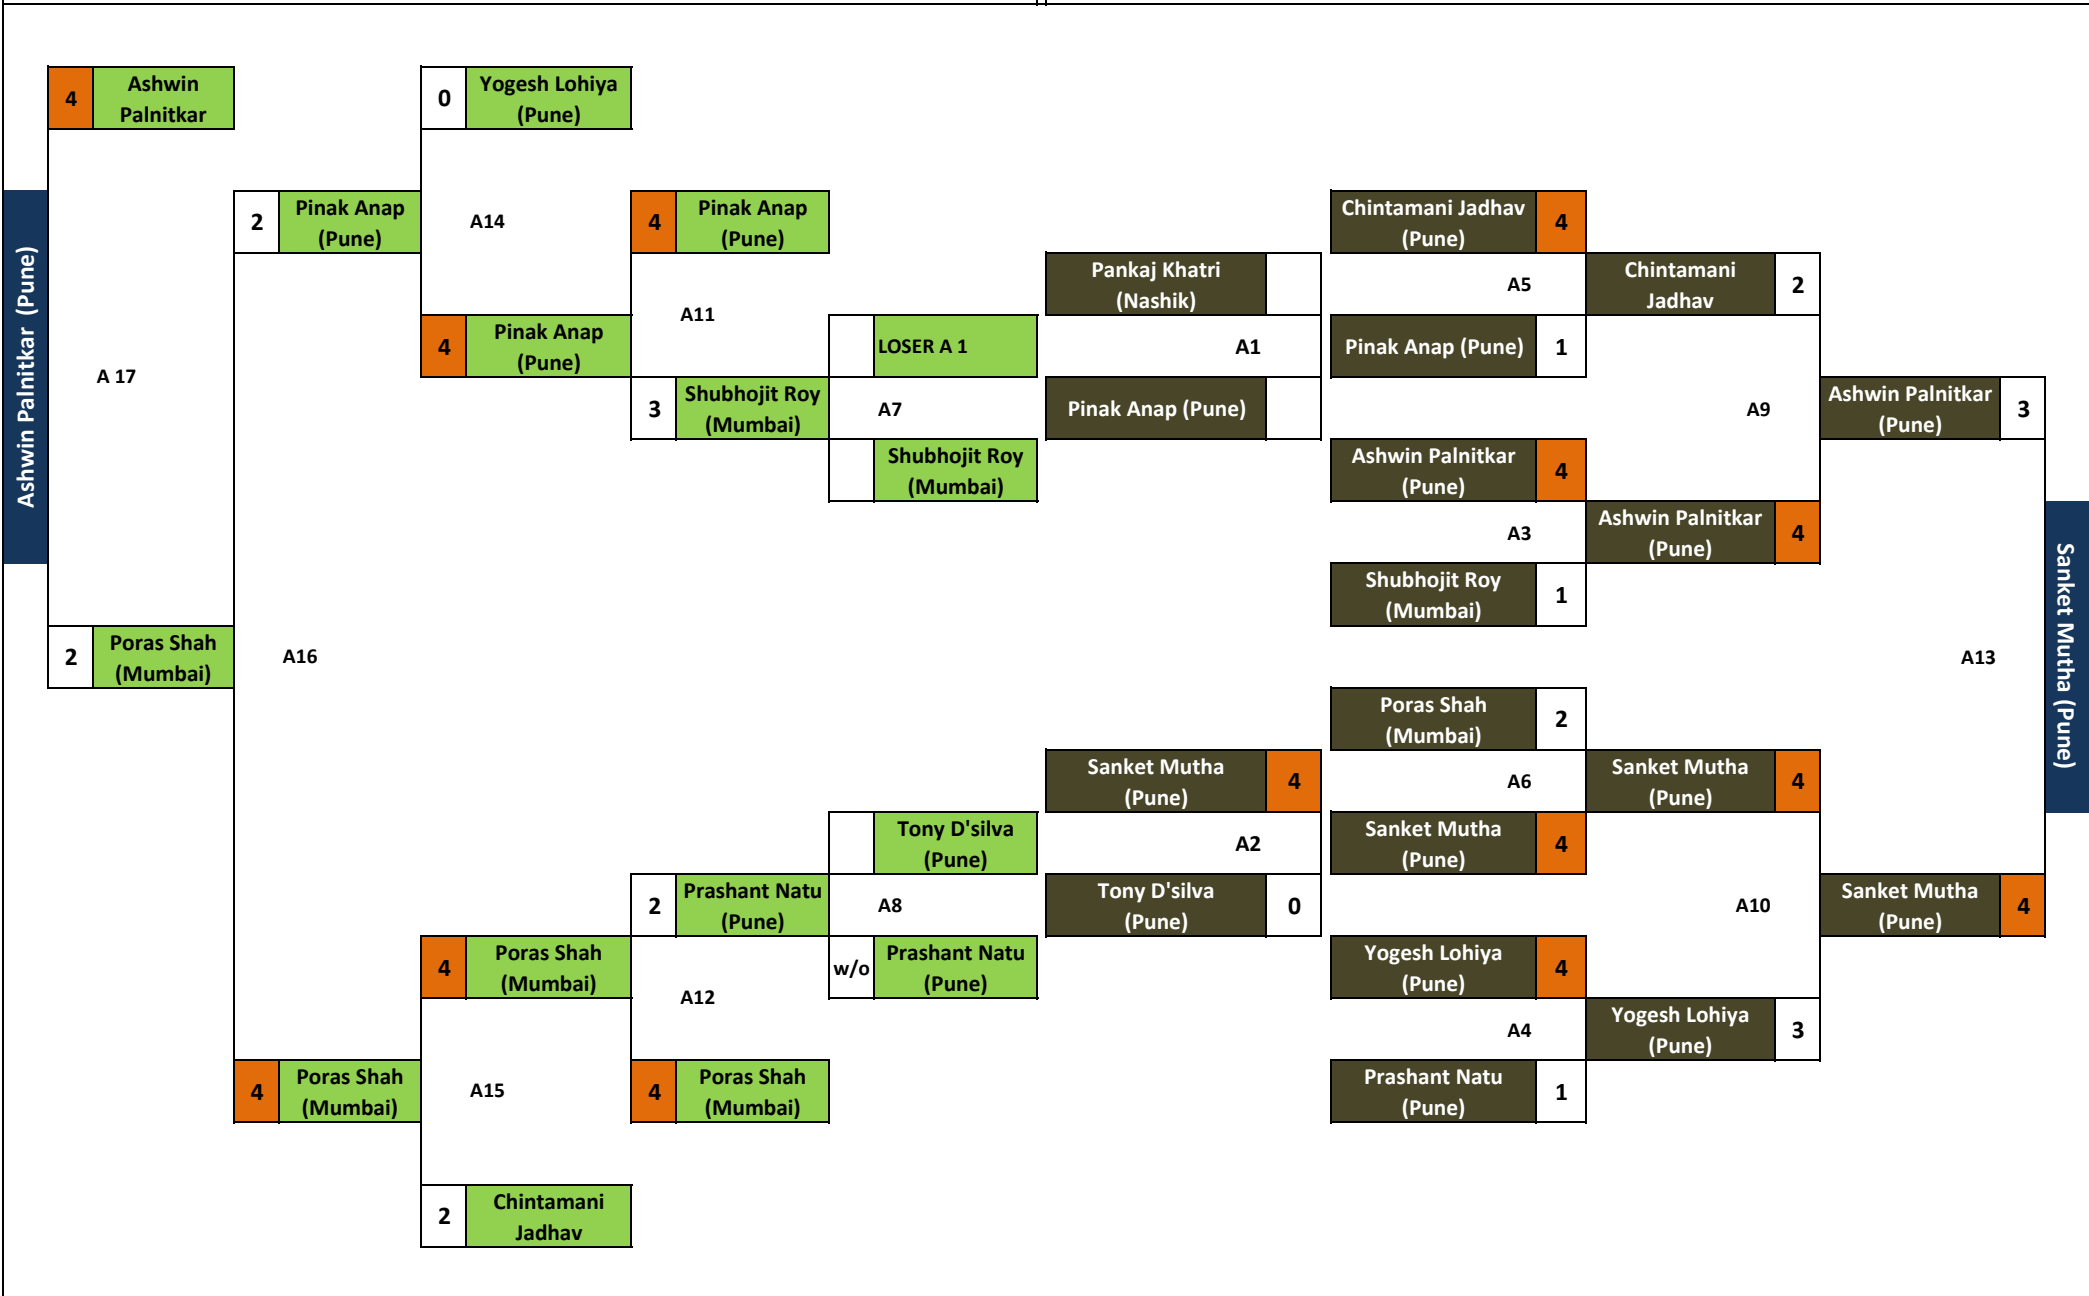 4
Ashwin
Palnitkar
0
Yogesh Lohiya
(Pune)
2
Pinak Anap
(Pune)
A14
4
Pinak Anap
(Pune)
Chintamani Jadhav
(Pune)
4
Pankaj Khatri
(Nashik)
A5
Chintamani
Jadhav
2
Ashwin Palnitkar (Pune)
A11
4
Pinak Anap
(Pune)
LOSER A 1
A1
Pinak Anap (Pune)
1
A 17
3
Shubhojit Roy
(Mumbai)
A7
Pinak Anap (Pune)
A9
Ashwin Palnitkar
(Pune)
3
Shubhojit Roy
(Mumbai)
Ashwin Palnitkar
(Pune)
4
A3
Ashwin Palnitkar
(Pune)
4
Shubhojit Roy
(Mumbai)
1
2
Poras Shah
(Mumbai)
A16
A13
Sanket Mutha (Pune)
Poras Shah
(Mumbai)
2
Sanket Mutha
(Pune)
4
A6
Sanket Mutha
(Pune)
4
Tony D'silva
(Pune)
A2
Sanket Mutha
(Pune)
4
2
Prashant Natu
(Pune)
A8
Tony D'silva
(Pune)
0
A10
Sanket Mutha
(Pune)
4
4
Poras Shah
(Mumbai)
w/o
Prashant Natu
(Pune)
Yogesh Lohiya
(Pune)
4
A12
A4
Yogesh Lohiya
(Pune)
3
4
Poras Shah
(Mumbai)
A15
4
Poras Shah
(Mumbai)
Prashant Natu
(Pune)
1
2
Chintamani
Jadhav